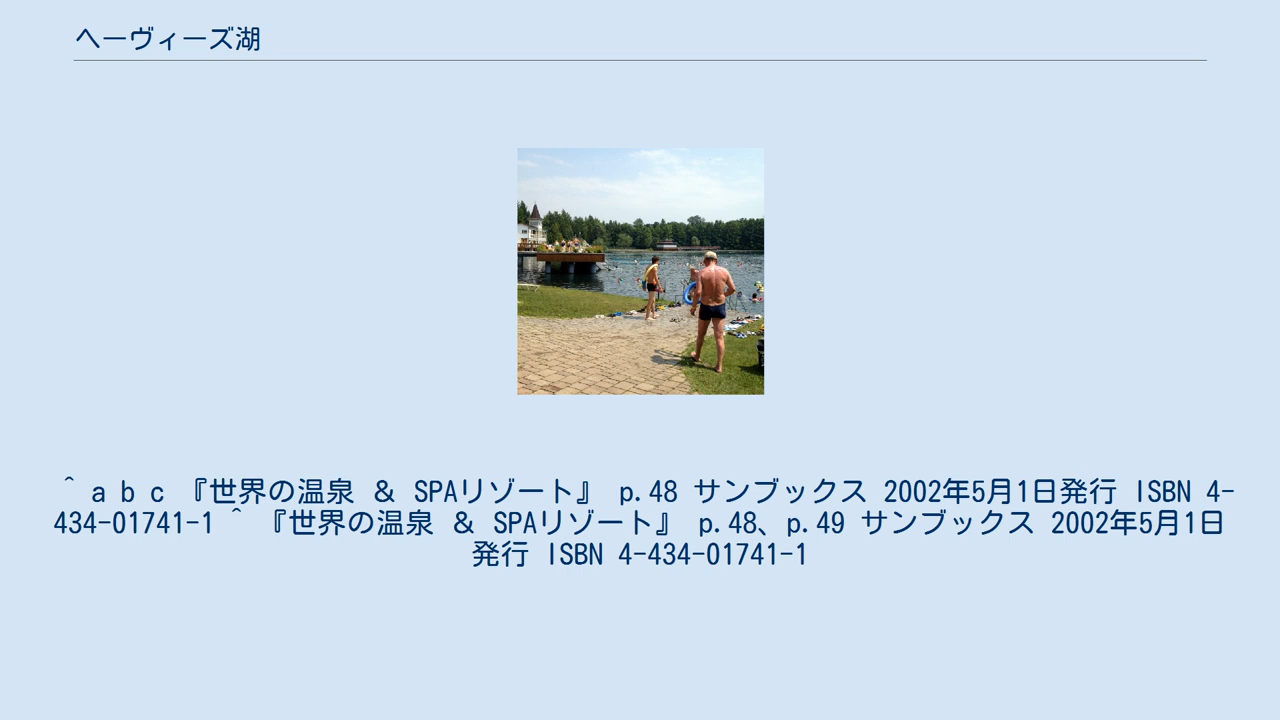 ヘーヴィーズ湖
^ a b c 『世界の温泉 & SPAリゾート』 p.48 サンブックス 2002年5月1日発行 ISBN 4-
434-01741-1 ^ 『世界の温泉 & SPAリゾート』 p.48、p.49 サンブックス 2002年5月1日
発行 ISBN 4-434-01741-1